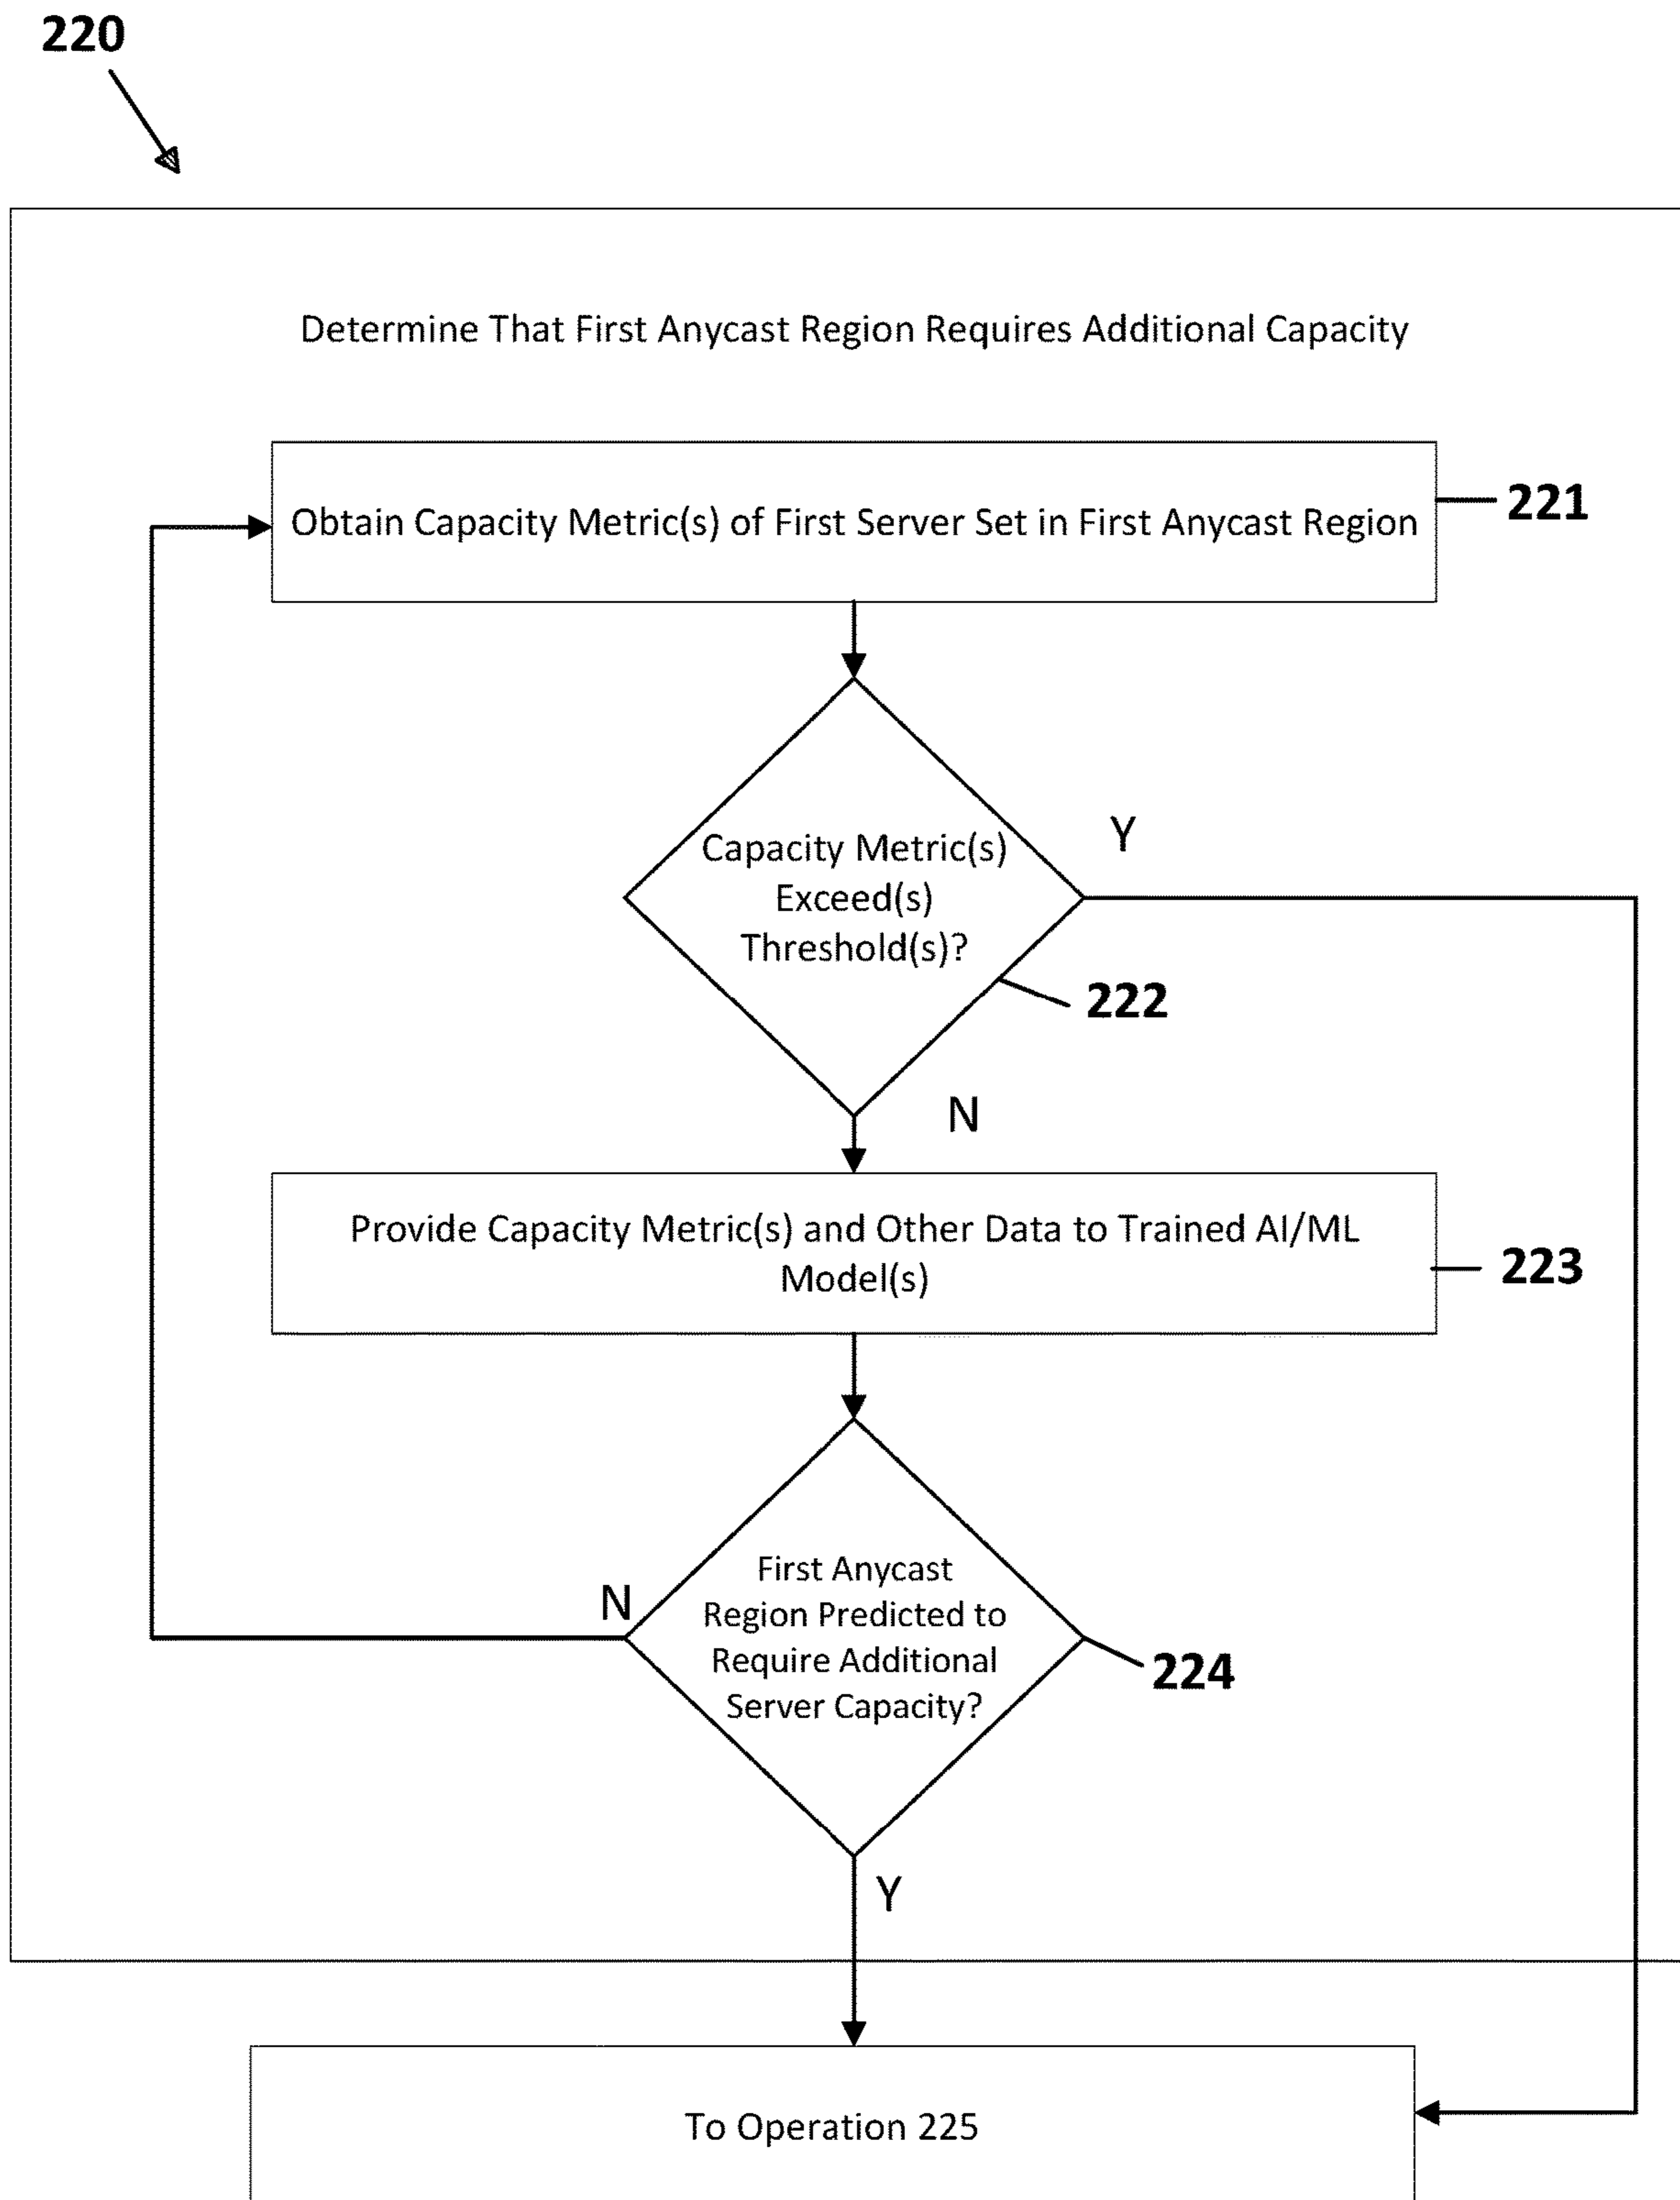 220
Determine That First Anycast Region Requires Additional Capacity
Obtain Capacity Metric(s) of First Server Set in First Anycast Region
221
Capacity Metric(s)
Exceed(s)
Threshold(s)?
Y
222
N
Provide Capacity Metric(s) and Other Data to Trained AI/ML
Model(s)
223
First Anycast
Region Predicted to
Require Additional
Server Capacity?
N
224
Y
To Operation 225